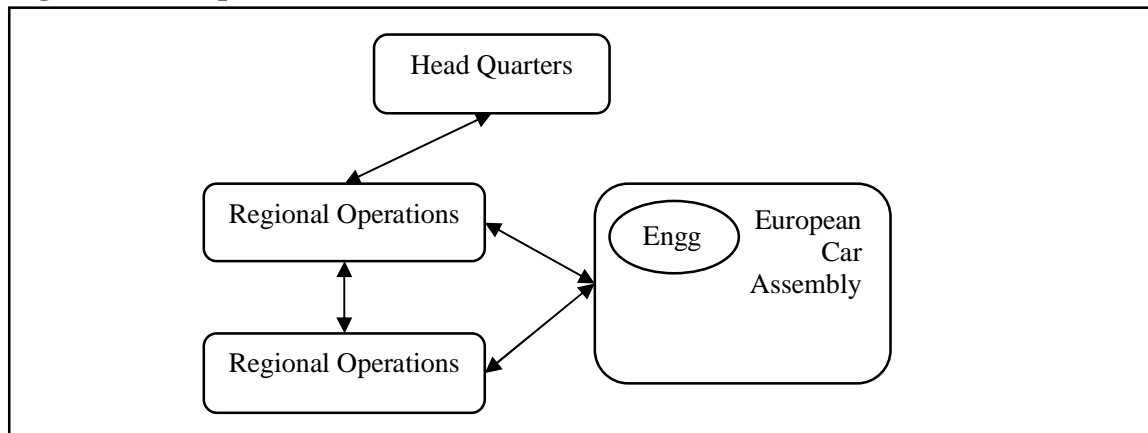 Head Quarters
Regional Operations
Engg
European
Car
Assembly
Regional Operations